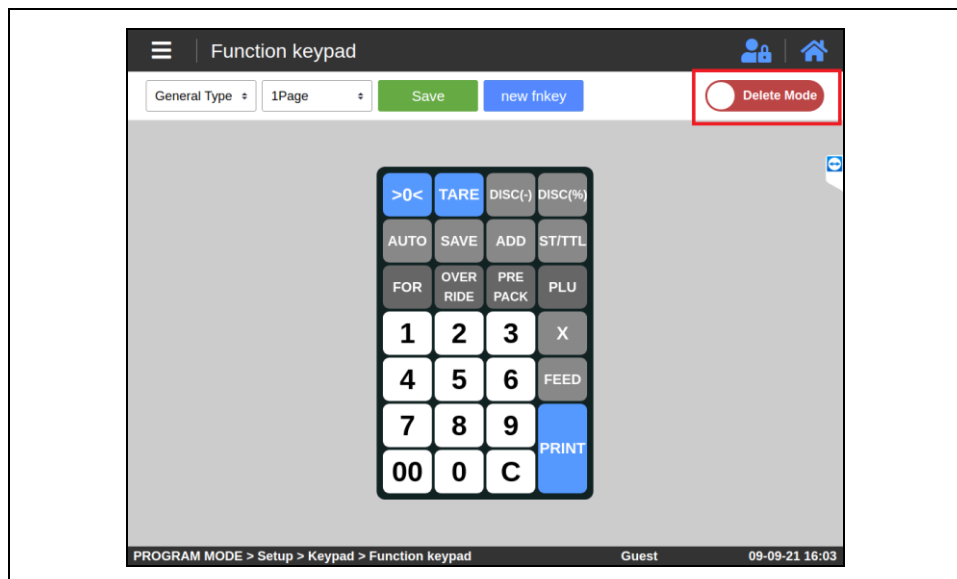 Function keypad
General Type 1Page Save new fnkey Delete Mode
>0< TARE DISC(-) DISC(%)
AUTO SAVE ADD ST/TTL
FOR OVER RIDE PRE PACK PLU
1 2 3 X
4 5 6 FEED
7 8 9 PRINT
00 0 C
PROGRAM MODE > Setup > Keypad > Function keypad Guest 09-09-21 16:03